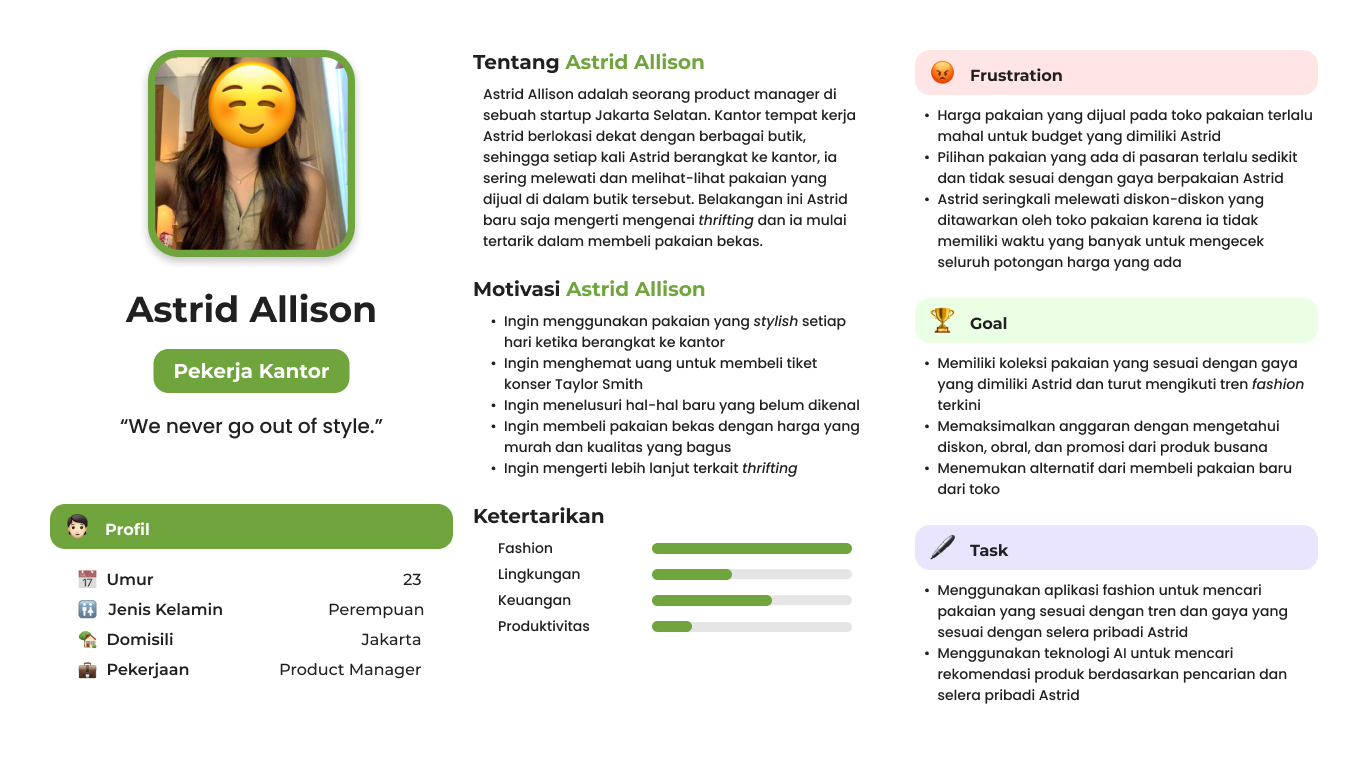 Astrid Allison
Pekerja Kantor
“We never go out of style.”
Profil
Umur 23
Jenis Kelamin Perempuan
Domisili Jakarta
Pekerjaan Product Manager
Tentang Astrid Allison
Astrid Allison adalah seorang product manager di
sebuah startup Jakarta Selatan. Kantor tempat kerja
Astrid berlokasi dekat dengan berbagai butik,
sehingga setiap kali Astrid berangkat ke kantor, ia
sering melewati dan melihat-lihat pakaian yang
dijual di dalam butik tersebut. Belakangan ini Astrid
baru saja mengerti mengenai thrifting dan ia mulai
tertarik dalam membeli pakaian bekas.
Motivasi Astrid Allison
• Ingin menggunakan pakaian yang stylish setiap
hari ketika berangkat ke kantor
• Ingin menghemat uang untuk membeli tiket
konser Taylor Smith
• Ingin menelusuri hal-hal baru yang belum dikenal
• Ingin membeli pakaian bekas dengan harga yang
murah dan kualitas yang bagus
• Ingin mengerti lebih lanjut terkait thrifting
Ketertarikan
Fashion
Lingkungan
Keuangan
Produktivitas
Frustration
• Harga pakaian yang dijual pada toko pakaian terlalu
mahal untuk budget yang dimiliki Astrid
• Pilihan pakaian yang ada di pasaran terlalu sedikit
dan tidak sesuai dengan gaya berpakaian Astrid
• Astrid seringkali melewati diskon-diskon yang
ditawarkan oleh toko pakaian karena ia tidak
memiliki waktu yang banyak untuk mengecek
seluruh potongan harga yang ada
Goal
• Memiliki koleksi pakaian yang sesuai dengan gaya
yang dimiliki Astrid dan turut mengikuti tren fashion
terkini
• Memaksimalkan anggaran dengan mengetahui
diskon, obral, dan promosi dari produk busana
• Menemukan alternatif dari membeli pakaian baru
dari toko
Task
• Menggunakan aplikasi fashion untuk mencari
pakaian yang sesuai dengan tren dan gaya yang
sesuai dengan selera pribadi Astrid
• Menggunakan teknologi AI untuk mencari
rekomendasi produk berdasarkan pencarian dan
selera pribadi Astrid